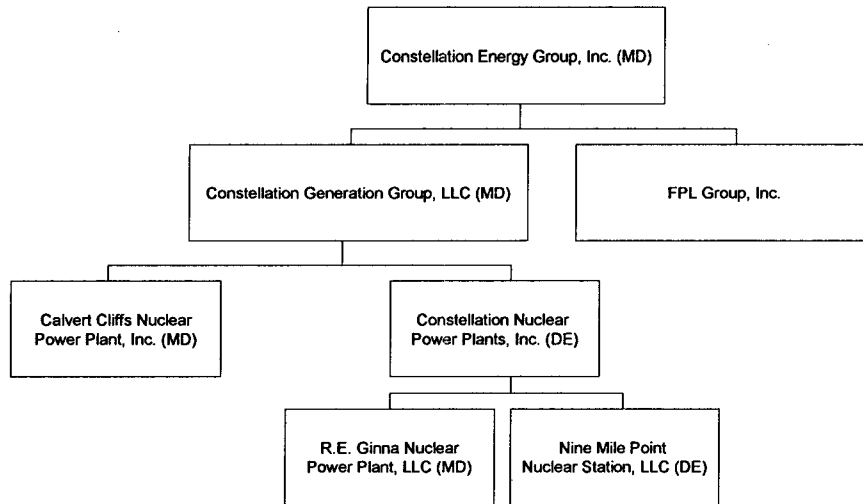 Constellation Energy Group, Inc. (MD)
Constellation Generation Group, LLC (MD)
FPL Group, Inc.
Calvert Cliffs Nuclear
Power Plant, Inc. (MD)
Constellation Nuclear
Power Plants, Inc. (DE)
R.E. Ginna Nuclear
Power Plant, LLC (MD)
Nine Mile Point
Nuclear Station, LLC (DE)